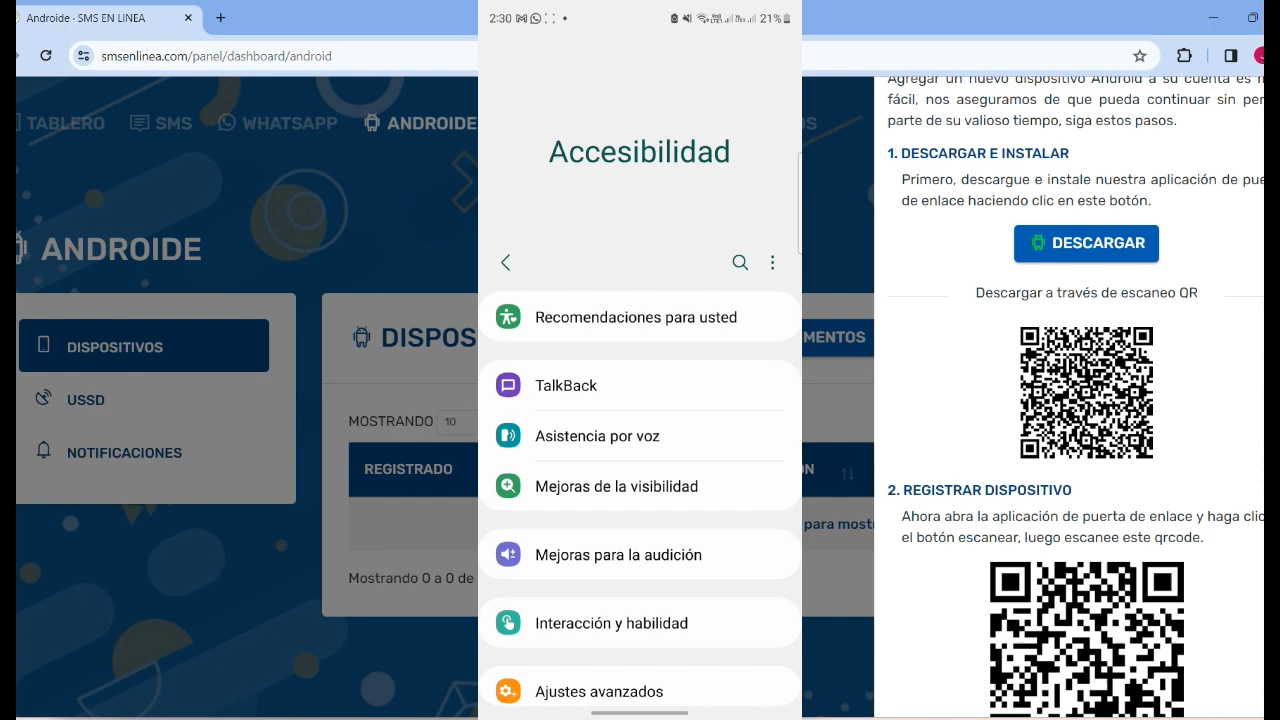 Androide - SMS EN LINEA
smsenlinea.com/panel/dashboard/android
TABLERO
SMS
WHATSAPP
ANDROIDE
OS
ANDROIDE
DISPOSITIVOS
USSD
NOTIFICACIONES
DISPOS
MENTOS
MOSTRANDO 10
REGISTRADO
ÓN
para most
Mostrando 0 a 0 de
2:30
21%
Accesibilidad
Recomendaciones para usted
TalkBack
Asistencia por voz
Mejoras de la visibilidad
Mejoras para la audición
Interacción y habilidad
Ajustes avanzados
Agregar un nuevo dispositivo Android a su cuenta es m
fácil, nos aseguramos de que pueda continuar sin per
parte de su valioso tiempo, siga estos pasos.
1. DESCARGAR E INSTALAR
Primero, descargue e instale nuestra aplicación de pue
de enlace haciendo clic en este botón.
DESCARGAR
Descargar a través de escaneo QR
2. REGISTRAR DISPOSITIVO
Ahora abra la aplicación de puerta de enlace y haga clic
el botón escanear, luego escanee este qrcode.